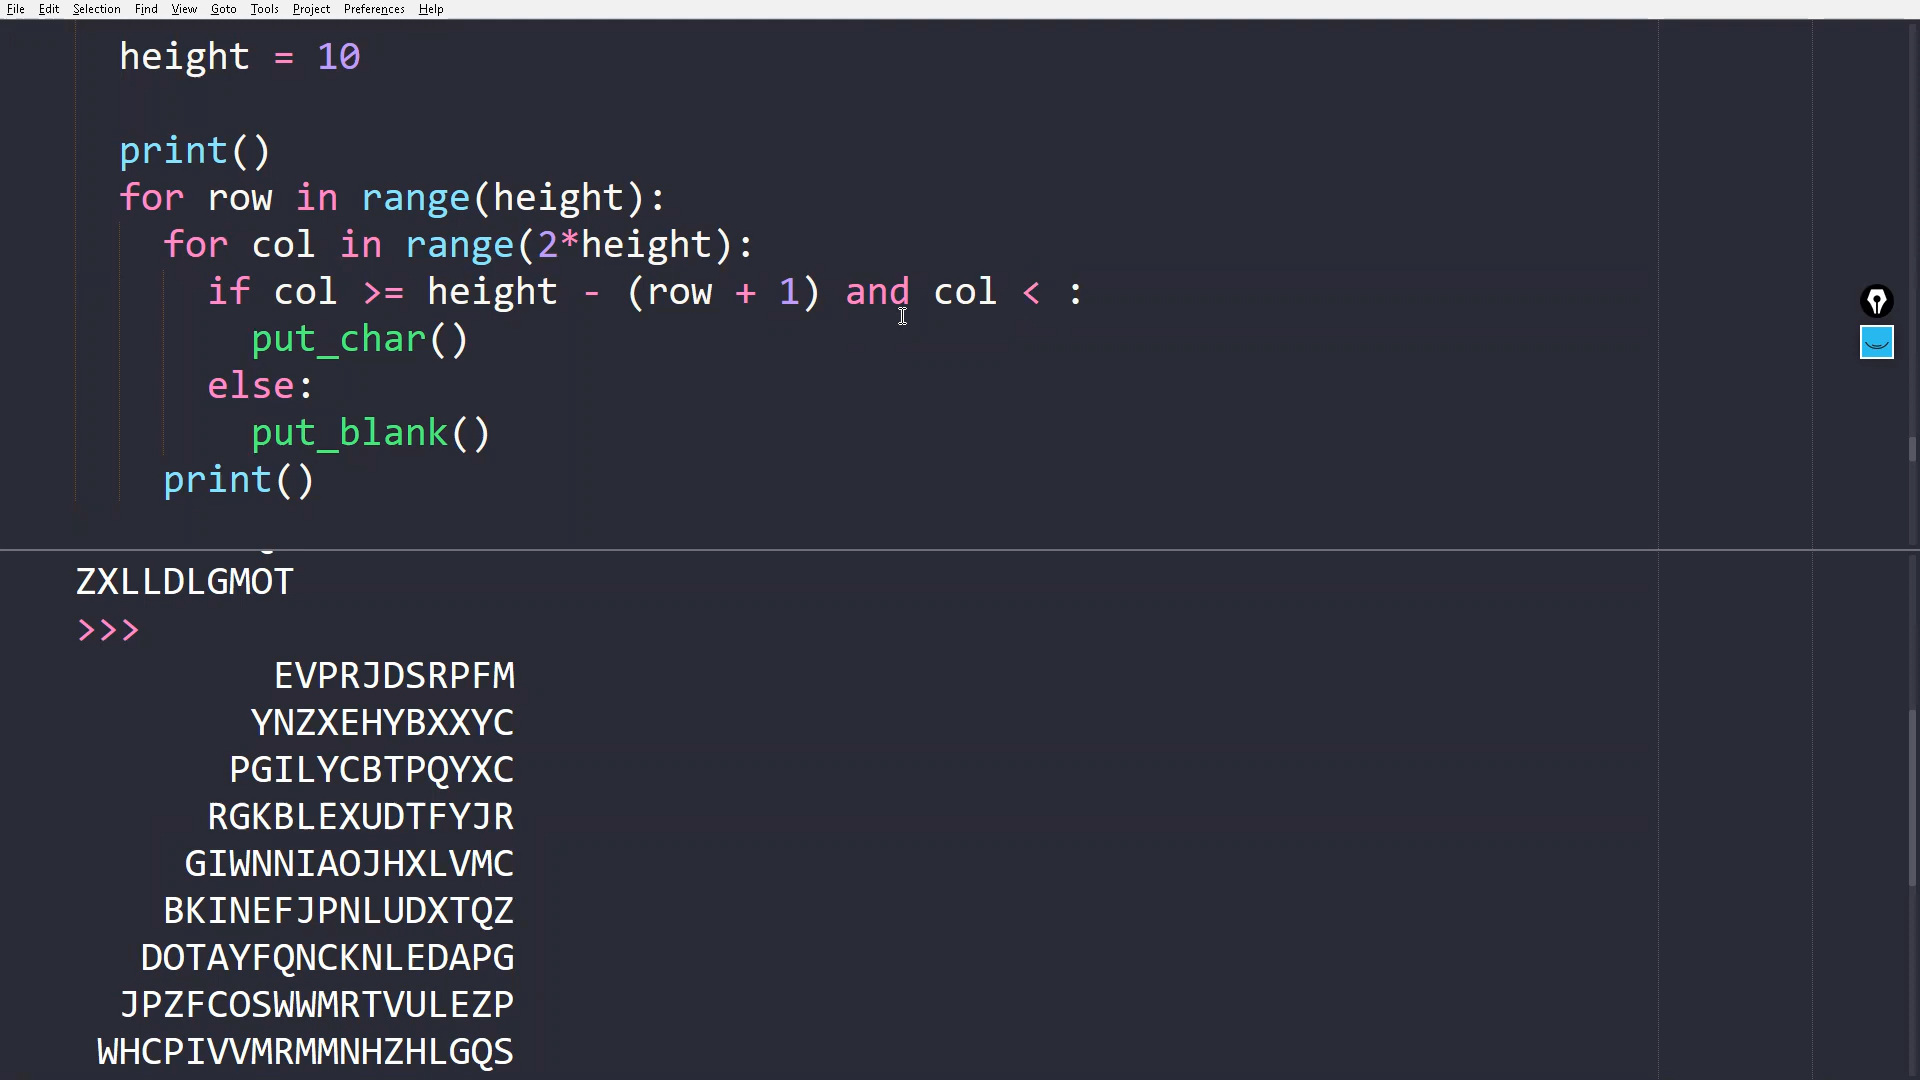 File Edit Selection Find View Goto Tools Project Preferences Help
height = 10
print()
for row in range(height):
for col in range(2*height):
if col >= height - (row + 1) and col < :
put_char()
else:
put_blank()
print()
ZXLLDLGMOT
>>>
EVPRJDSRPFM
YNZXEHYBXXYC
PGILYCBTPQYXC
RGKBLEXUDTFYJR
GIWNNIAOJHXLVMC
BKINEFJPNLUDXTQZ
DOTAYFQNCKNLEDAPG
JPZFCOSWWMRTVULEZP
WHCPIVVMRMMNHZHLGQS